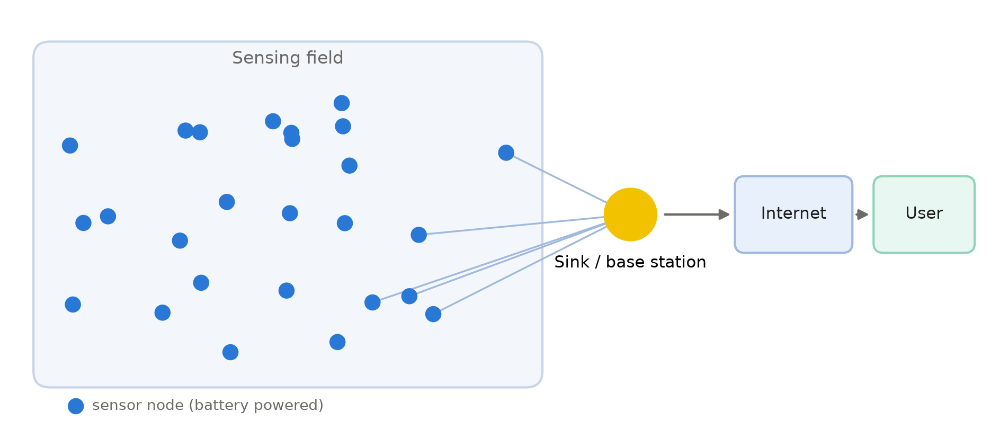 Sensing field
Internet
User
Sink / base station
sensor node (battery powered)